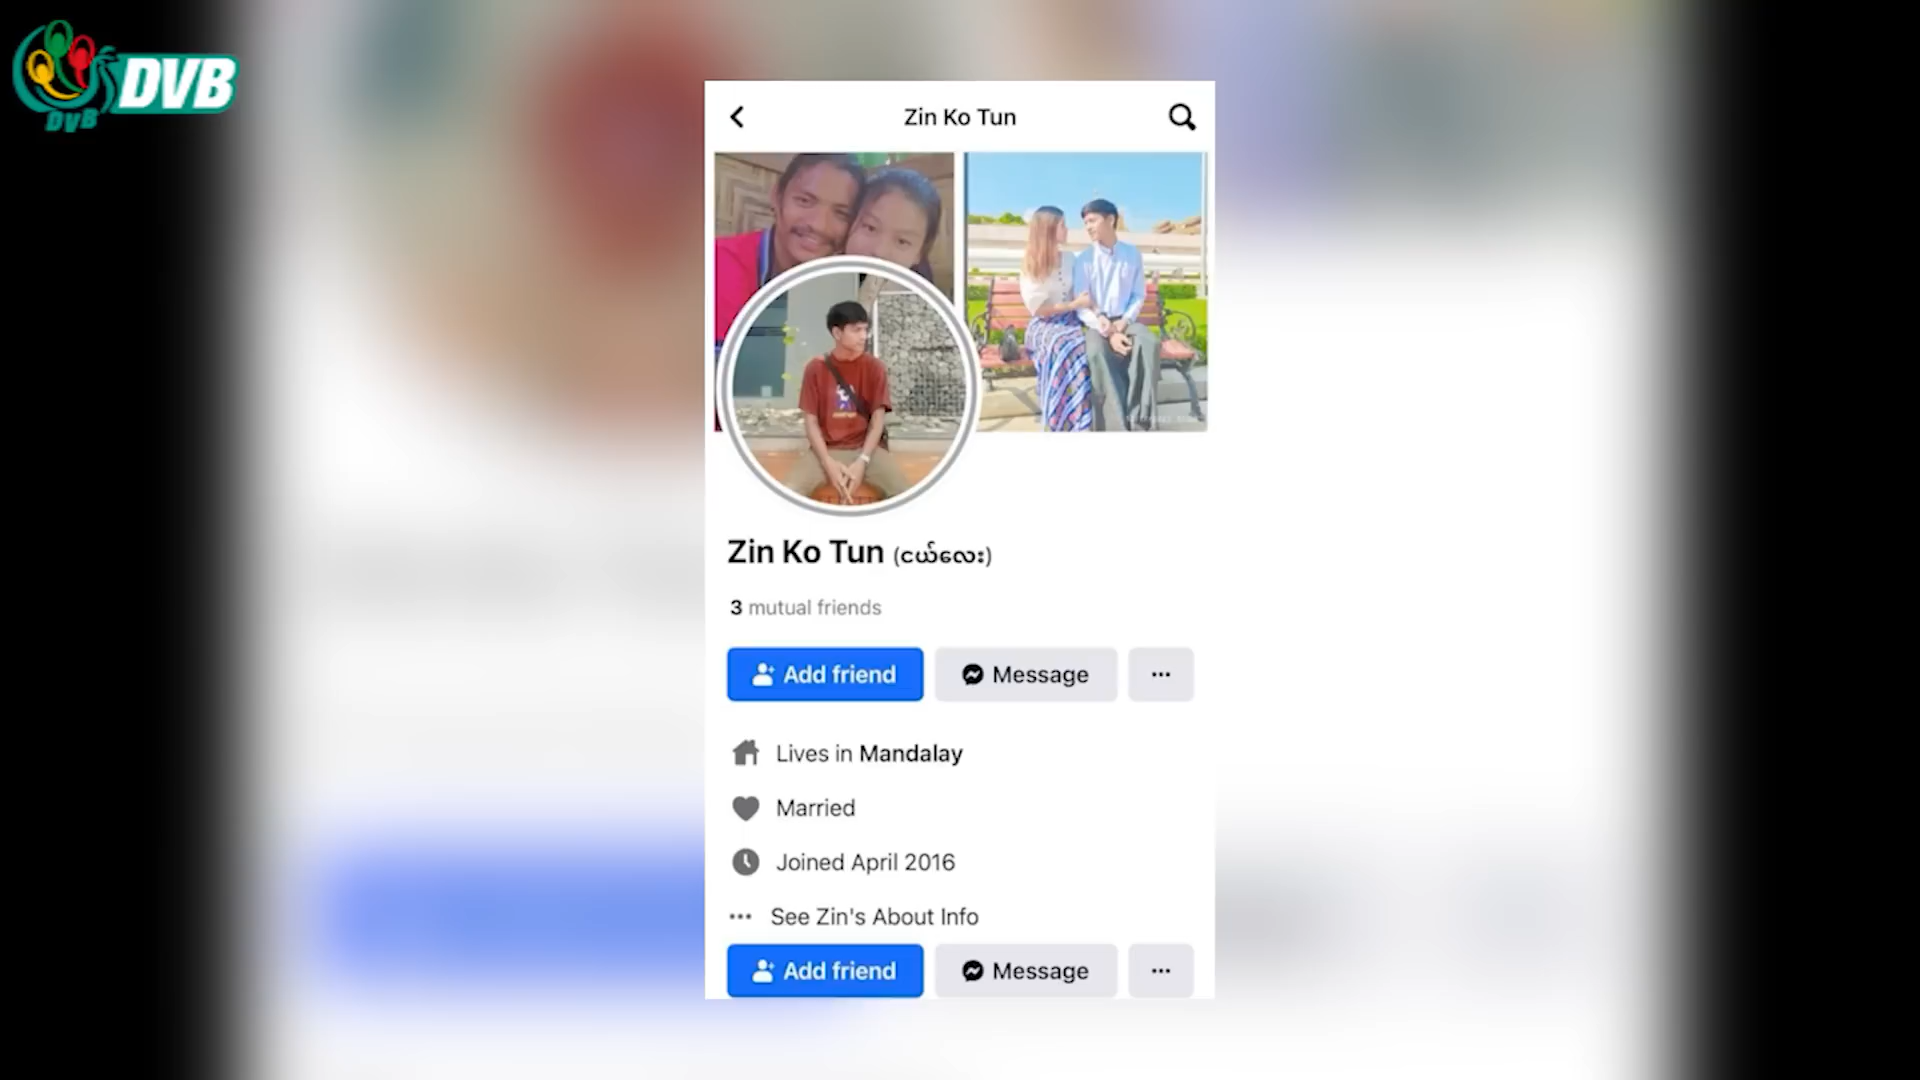 DVB
DVB
Zin Ko Tun
Zin Ko Tun (ငယ်လေး)
3 mutual friends
Add friend
Message
Lives in Mandalay
Married
Joined April 2016
See Zin's About Info
Add friend
Message